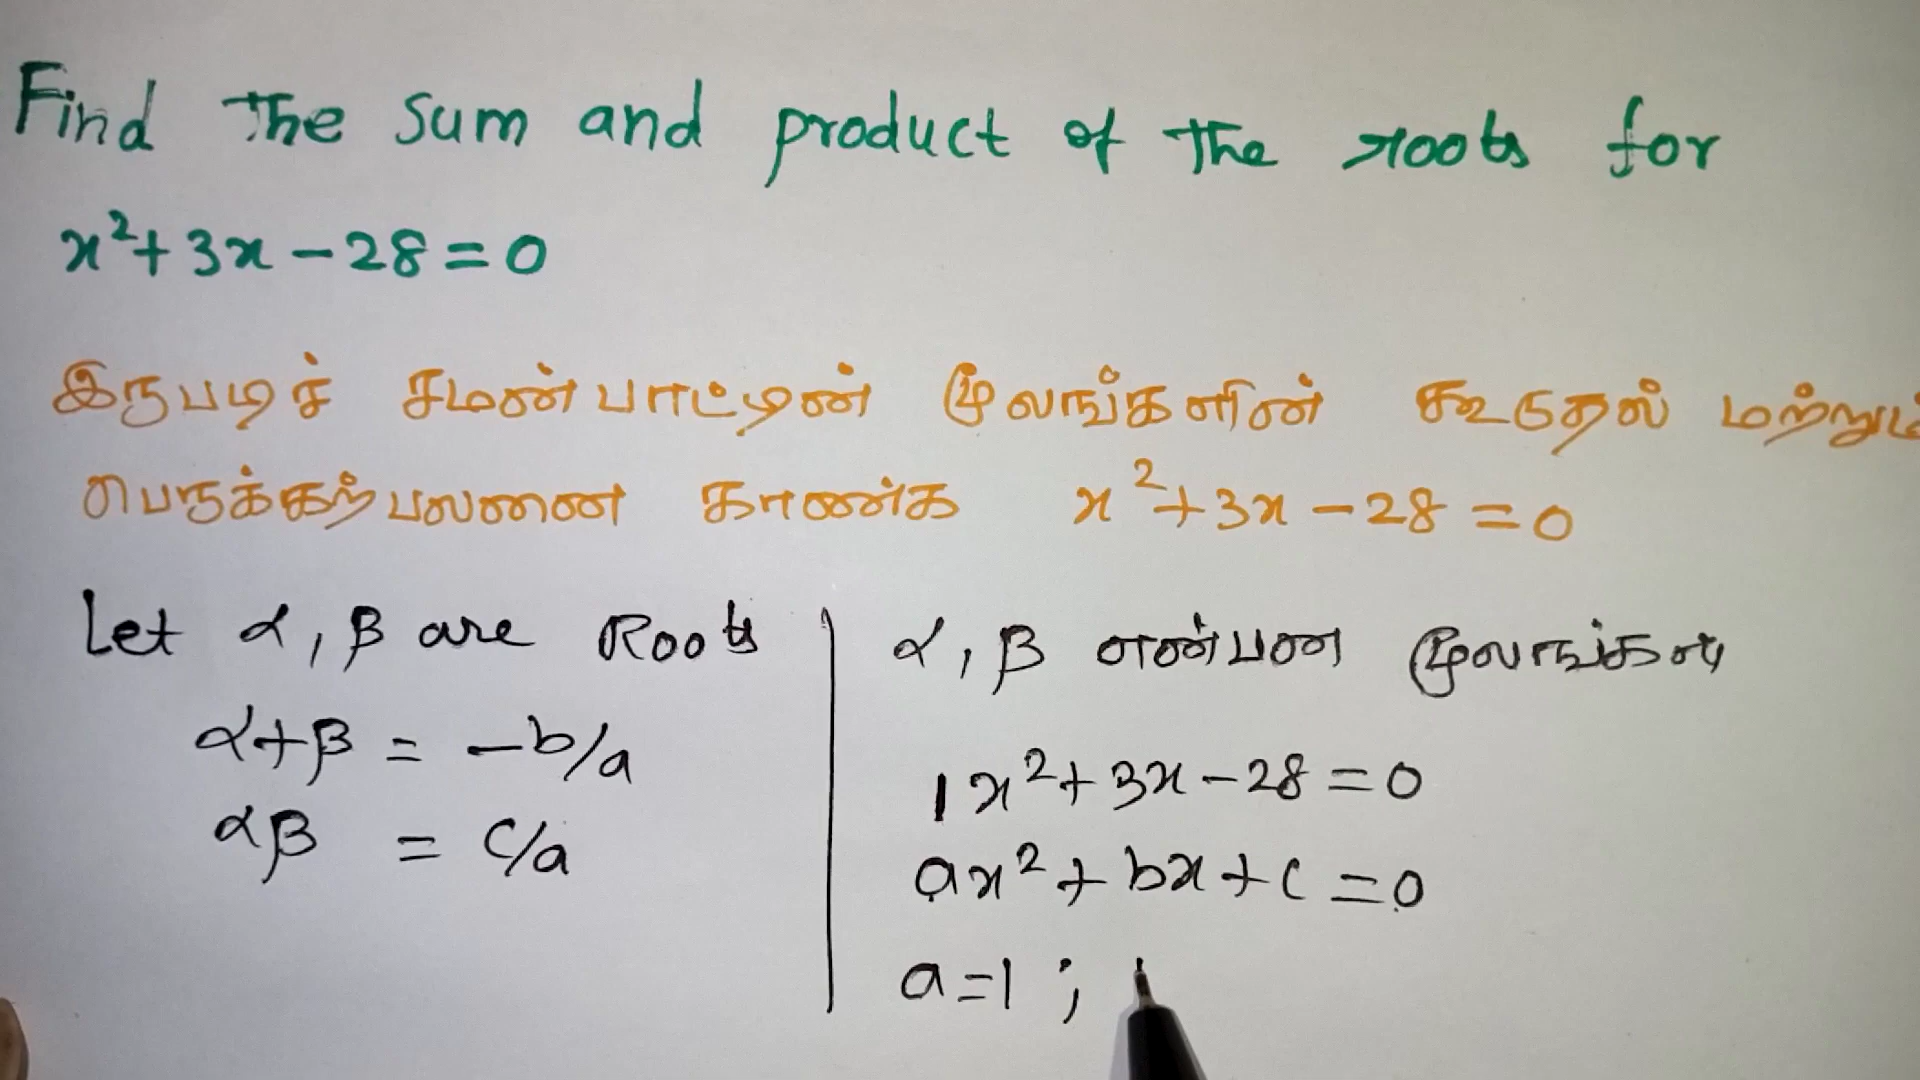 Find the sum and product of the roots for
x²+3x-28=0
இருபடிச் சமன்பாட்டின் மூலங்களின் கூடுதல் மற்றும்
பெருக்கற்பலனை காண்க x²+3x-28=0
Let α, β are Roots
α+β = -b/a
αβ = c/a
α, β என்பன மூலங்கள்
1x²+3x-28=0
ax²+bx+c=0
a=1;